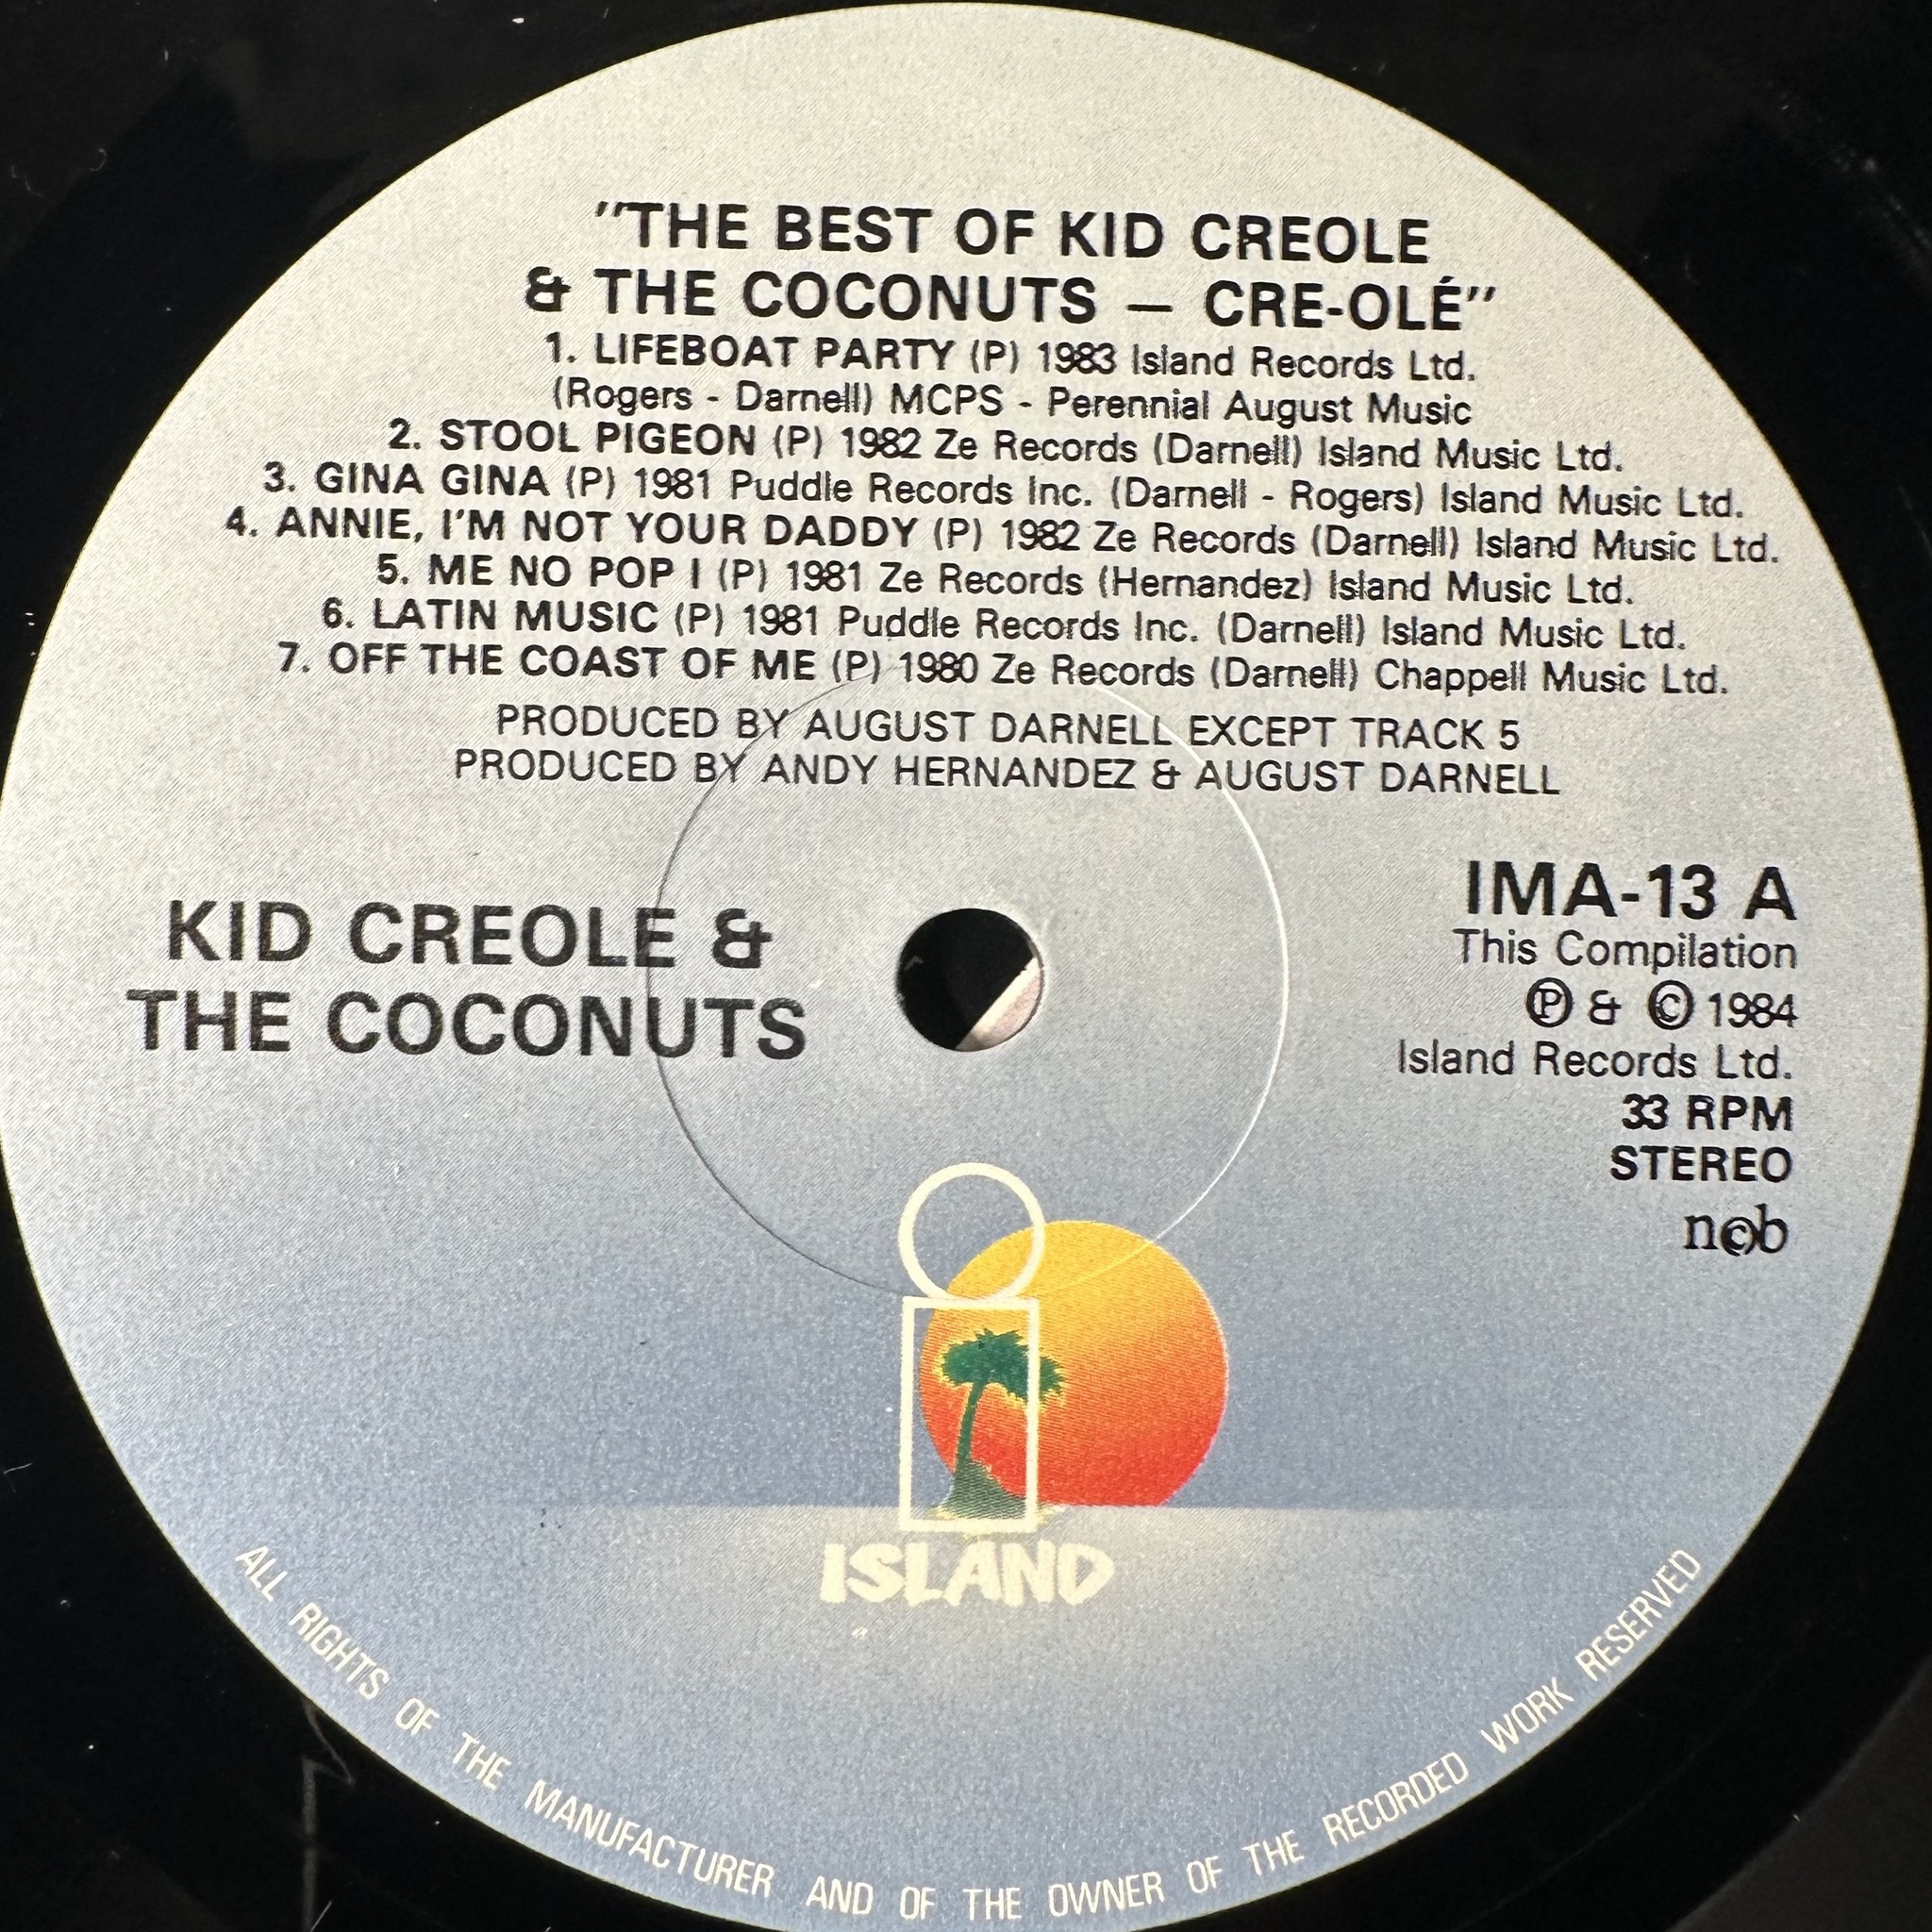 "THE BEST OF KID CREOLE
& THE COCONUTS — CRE-OLÉ"
1. LIFEBOAT PARTY (P) 1983 Island Records Ltd.
(Rogers - Darnell) MCPS - Perennial August Music
2. STOOL PIGEON (P) 1982 Ze Records (Darnell) Island Music Ltd.
3. GINA GINA (P) 1981 Puddle Records Inc. (Darnell - Rogers) Island Music Ltd.
4. ANNIE, I'M NOT YOUR DADDY (P) 1982 Ze Records (Darnell) Island Music Ltd.
5. ME NO POP I (P) 1981 Ze Records (Hernandez) Island Music Ltd.
6. LATIN MUSIC (P) 1981 Puddle Records Inc. (Darnell) Island Music Ltd.
7. OFF THE COAST OF ME (P) 1980 Ze Records (Darnell) Chappell Music Ltd.
PRODUCED BY AUGUST DARNELL EXCEPT TRACK 5
PRODUCED BY ANDY HERNANDEZ & AUGUST DARNELL
KID CREOLE &
THE COCONUTS
IMA-13 A
This Compilation
Ⓟ & © 1984
Island Records Ltd.
33 RPM
STEREO
n©b
ISLAND
ALL RIGHTS OF THE MANUFACTURER AND OF THE OWNER OF THE RECORDED WORK RESERVED